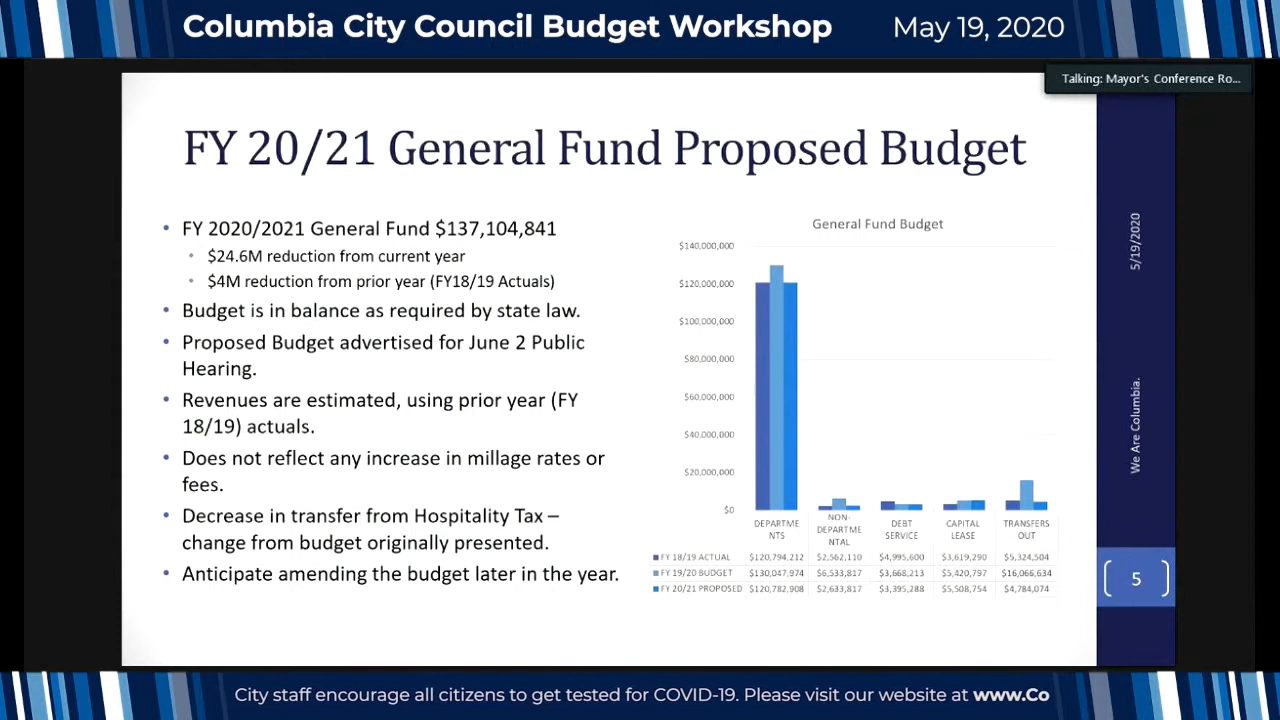 Columbia City Council Budget Workshop May 19, 2020
Talking: Mayor's Conference Ro...
FY 20/21 General Fund Proposed Budget
• FY 2020/2021 General Fund $137,104,841
• $24.6M reduction from current year
• $4M reduction from prior year (FY18/19 Actuals)
• Budget is in balance as required by state law.
• Proposed Budget advertised for June 2 Public
Hearing.
• Revenues are estimated, using prior year (FY
18/19) actuals.
• Does not reflect any increase in millage rates or
fees.
• Decrease in transfer from Hospitality Tax –
change from budget originally presented.
• Anticipate amending the budget later in the year.
General Fund Budget
$140,000,000
$120,000,000
$100,000,000
$80,000,000
$60,000,000
$40,000,000
$20,000,000
$0
DEPARTME
NTS
NON-
DEPARTME
NTAL
DEBT
SERVICE
CAPITAL
LEASE
TRANSFERS
OUT
FY 18/19 ACTUAL $120,794,212 $2,562,110 $4,995,600 $3,619,290 $5,324,504
FY 19/20 BUDGET $130,047,974 $6,533,817 $3,668,213 $5,420,797 $16,066,634
FY 20/21 PROPOSED $120,782,908 $2,633,817 $3,395,288 $5,508,754 $4,784,074
5/19/2020
We Are Columbia.
5
City staff encourage all citizens to get tested for COVID-19. Please visit our website at www.Co